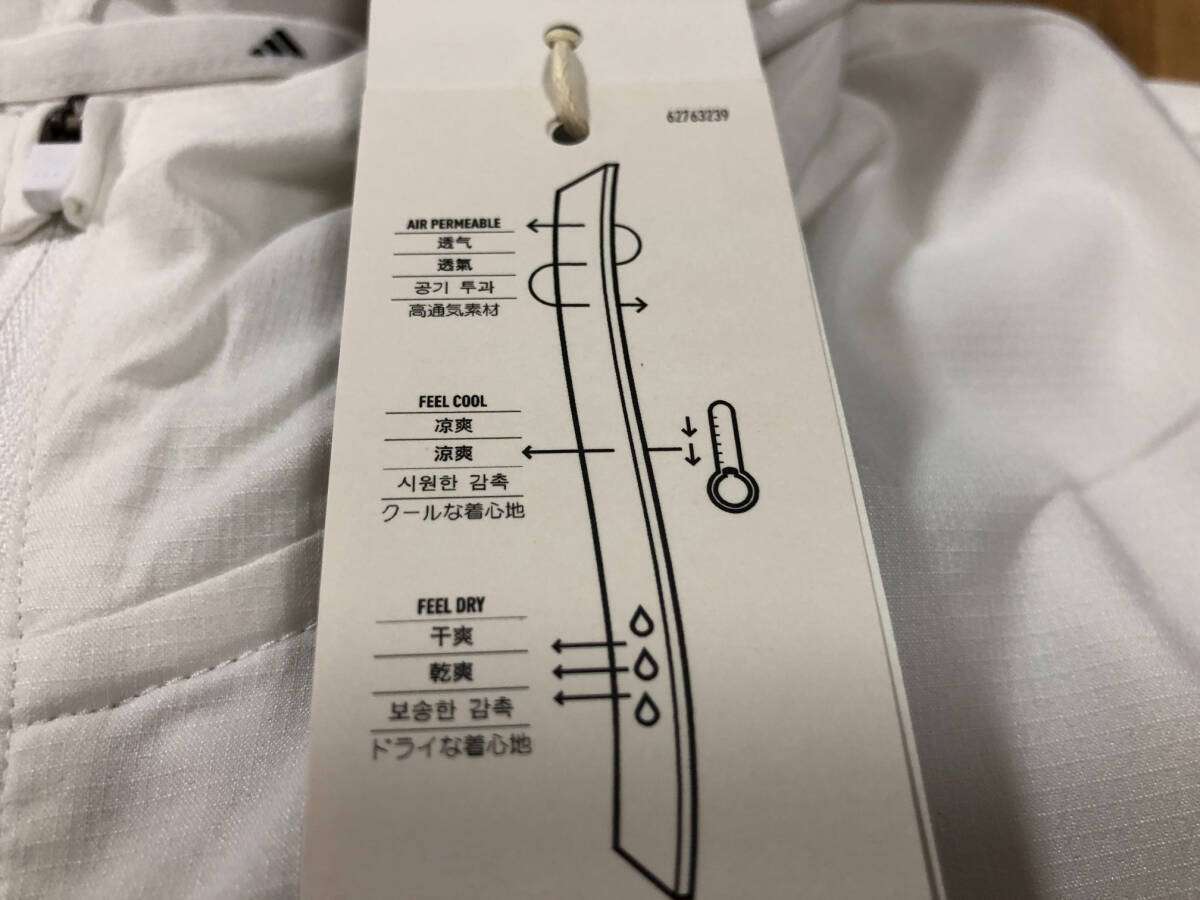 62763239
AIR PERMEABLE
透气
透氣
공기 투과
高通気素材
FEEL COOL
凉爽
涼爽
시원한 감촉
クールな着心地
FEEL DRY
干爽
乾爽
보송한 감촉
ドライな着心地